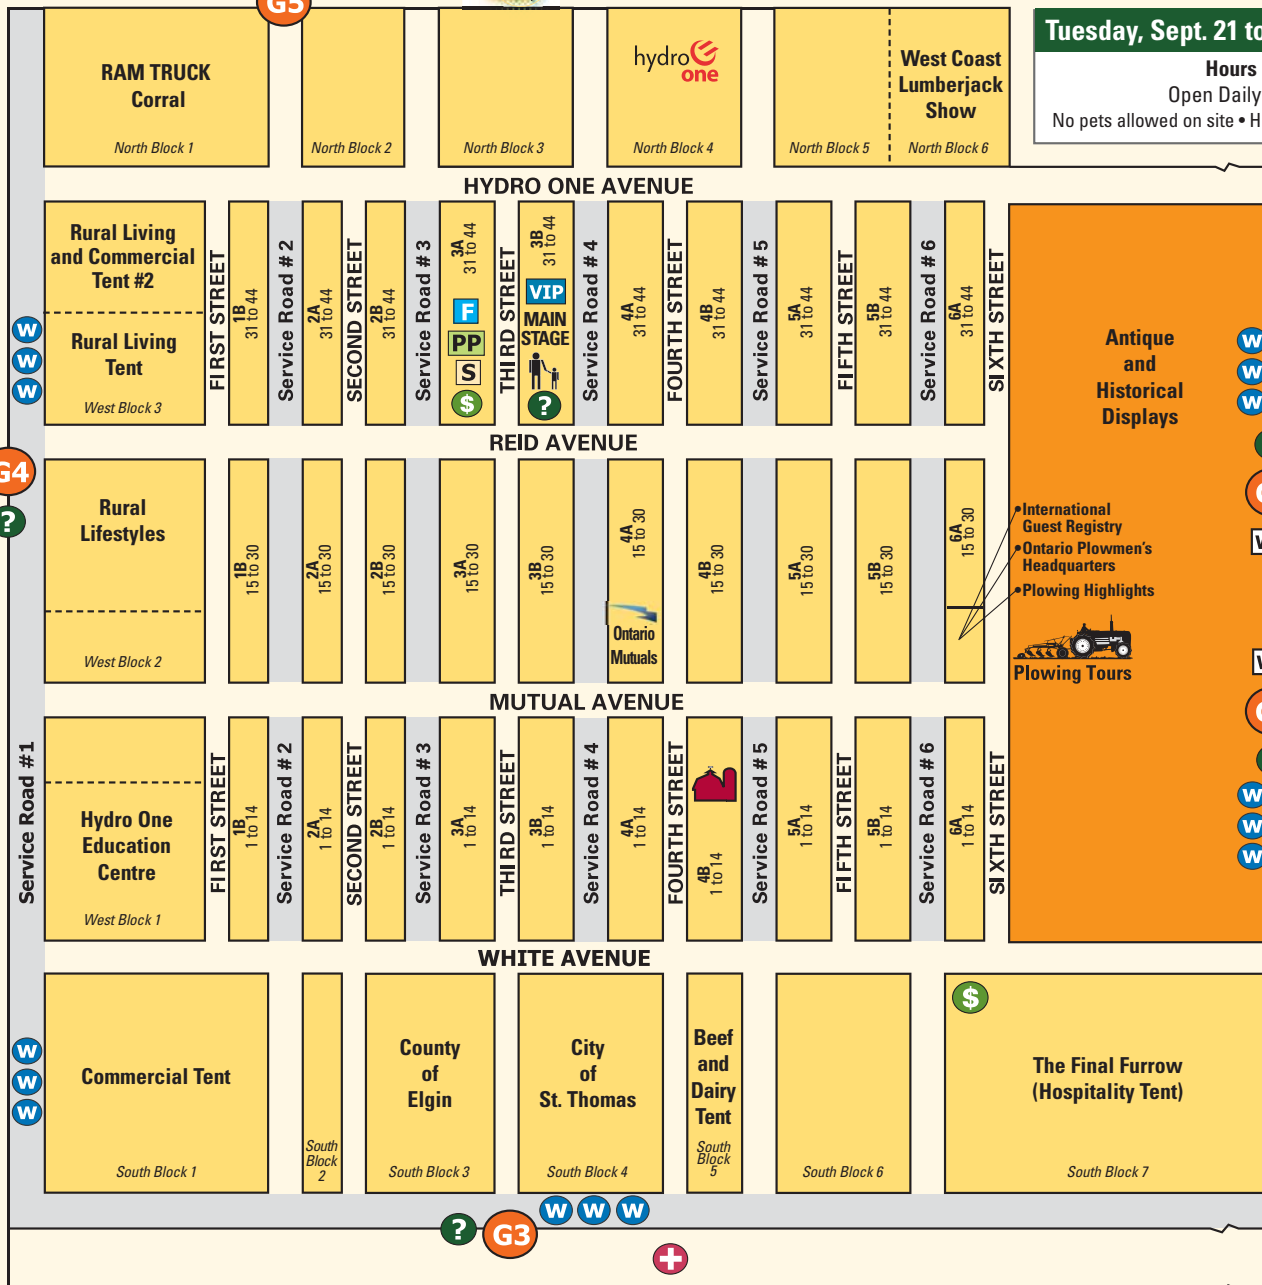 G5
Tuesday, Sept. 21 to
Hours
Open Daily
No pets allowed on site • H
RAM TRUCK
Corral
North Block 1
North Block 2
North Block 3
hydro
one
North Block 4
North Block 5
West Coast
Lumberjack
Show
North Block 6
HYDRO ONE AVENUE
Rural Living
and Commercial
Tent #2
Rural Living
Tent
West Block 3
W
W
W
FIRST STREET
1B
31 to 44
Service Road # 2
2A
31 to 44
SECOND STREET
2B
31 to 44
Service Road # 3
3A
31 to 44
F
PP
S
$
THIRD STREET
3B
31 to 44
VIP
MAIN
STAGE
?
Service Road # 4
4A
31 to 44
FOURTH STREET
4B
31 to 44
Service Road # 5
5A
31 to 44
FIFTH STREET
5B
31 to 44
Service Road # 6
6A
31 to 44
SIXTH STREET
Antique
and
Historical
Displays
W
W
W
REID AVENUE
G4
?
Rural
Lifestyles
West Block 2
1B
15 to 30
2A
15 to 30
2B
15 to 30
3A
15 to 30
3B
15 to 30
4A
15 to 30
Ontario
Mutuals
4B
15 to 30
5A
15 to 30
5B
15 to 30
6A
15 to 30
•International
Guest Registry
•Ontario Plowmen's
Headquarters
•Plowing Highlights
Plowing Tours
MUTUAL AVENUE
Service Road #1
Hydro One
Education
Centre
West Block 1
FIRST STREET
1B
1 to 14
Service Road # 2
2A
1 to 14
SECOND STREET
2B
1 to 14
Service Road # 3
3A
1 to 14
THIRD STREET
3B
1 to 14
Service Road # 4
4A
1 to 14
FOURTH STREET
4B
1 to 14
Service Road # 5
5A
1 to 14
FIFTH STREET
5B
1 to 14
Service Road # 6
6A
1 to 14
SIXTH STREET
W
W
W
WHITE AVENUE
W
W
W
Commercial Tent
South Block 1
South
Block
2
County
of
Elgin
South Block 3
City
of
St. Thomas
South Block 4
Beef
and
Dairy
Tent
South
Block
5
South Block 6
$
The Final Furrow
(Hospitality Tent)
South Block 7
?
G3
W W W